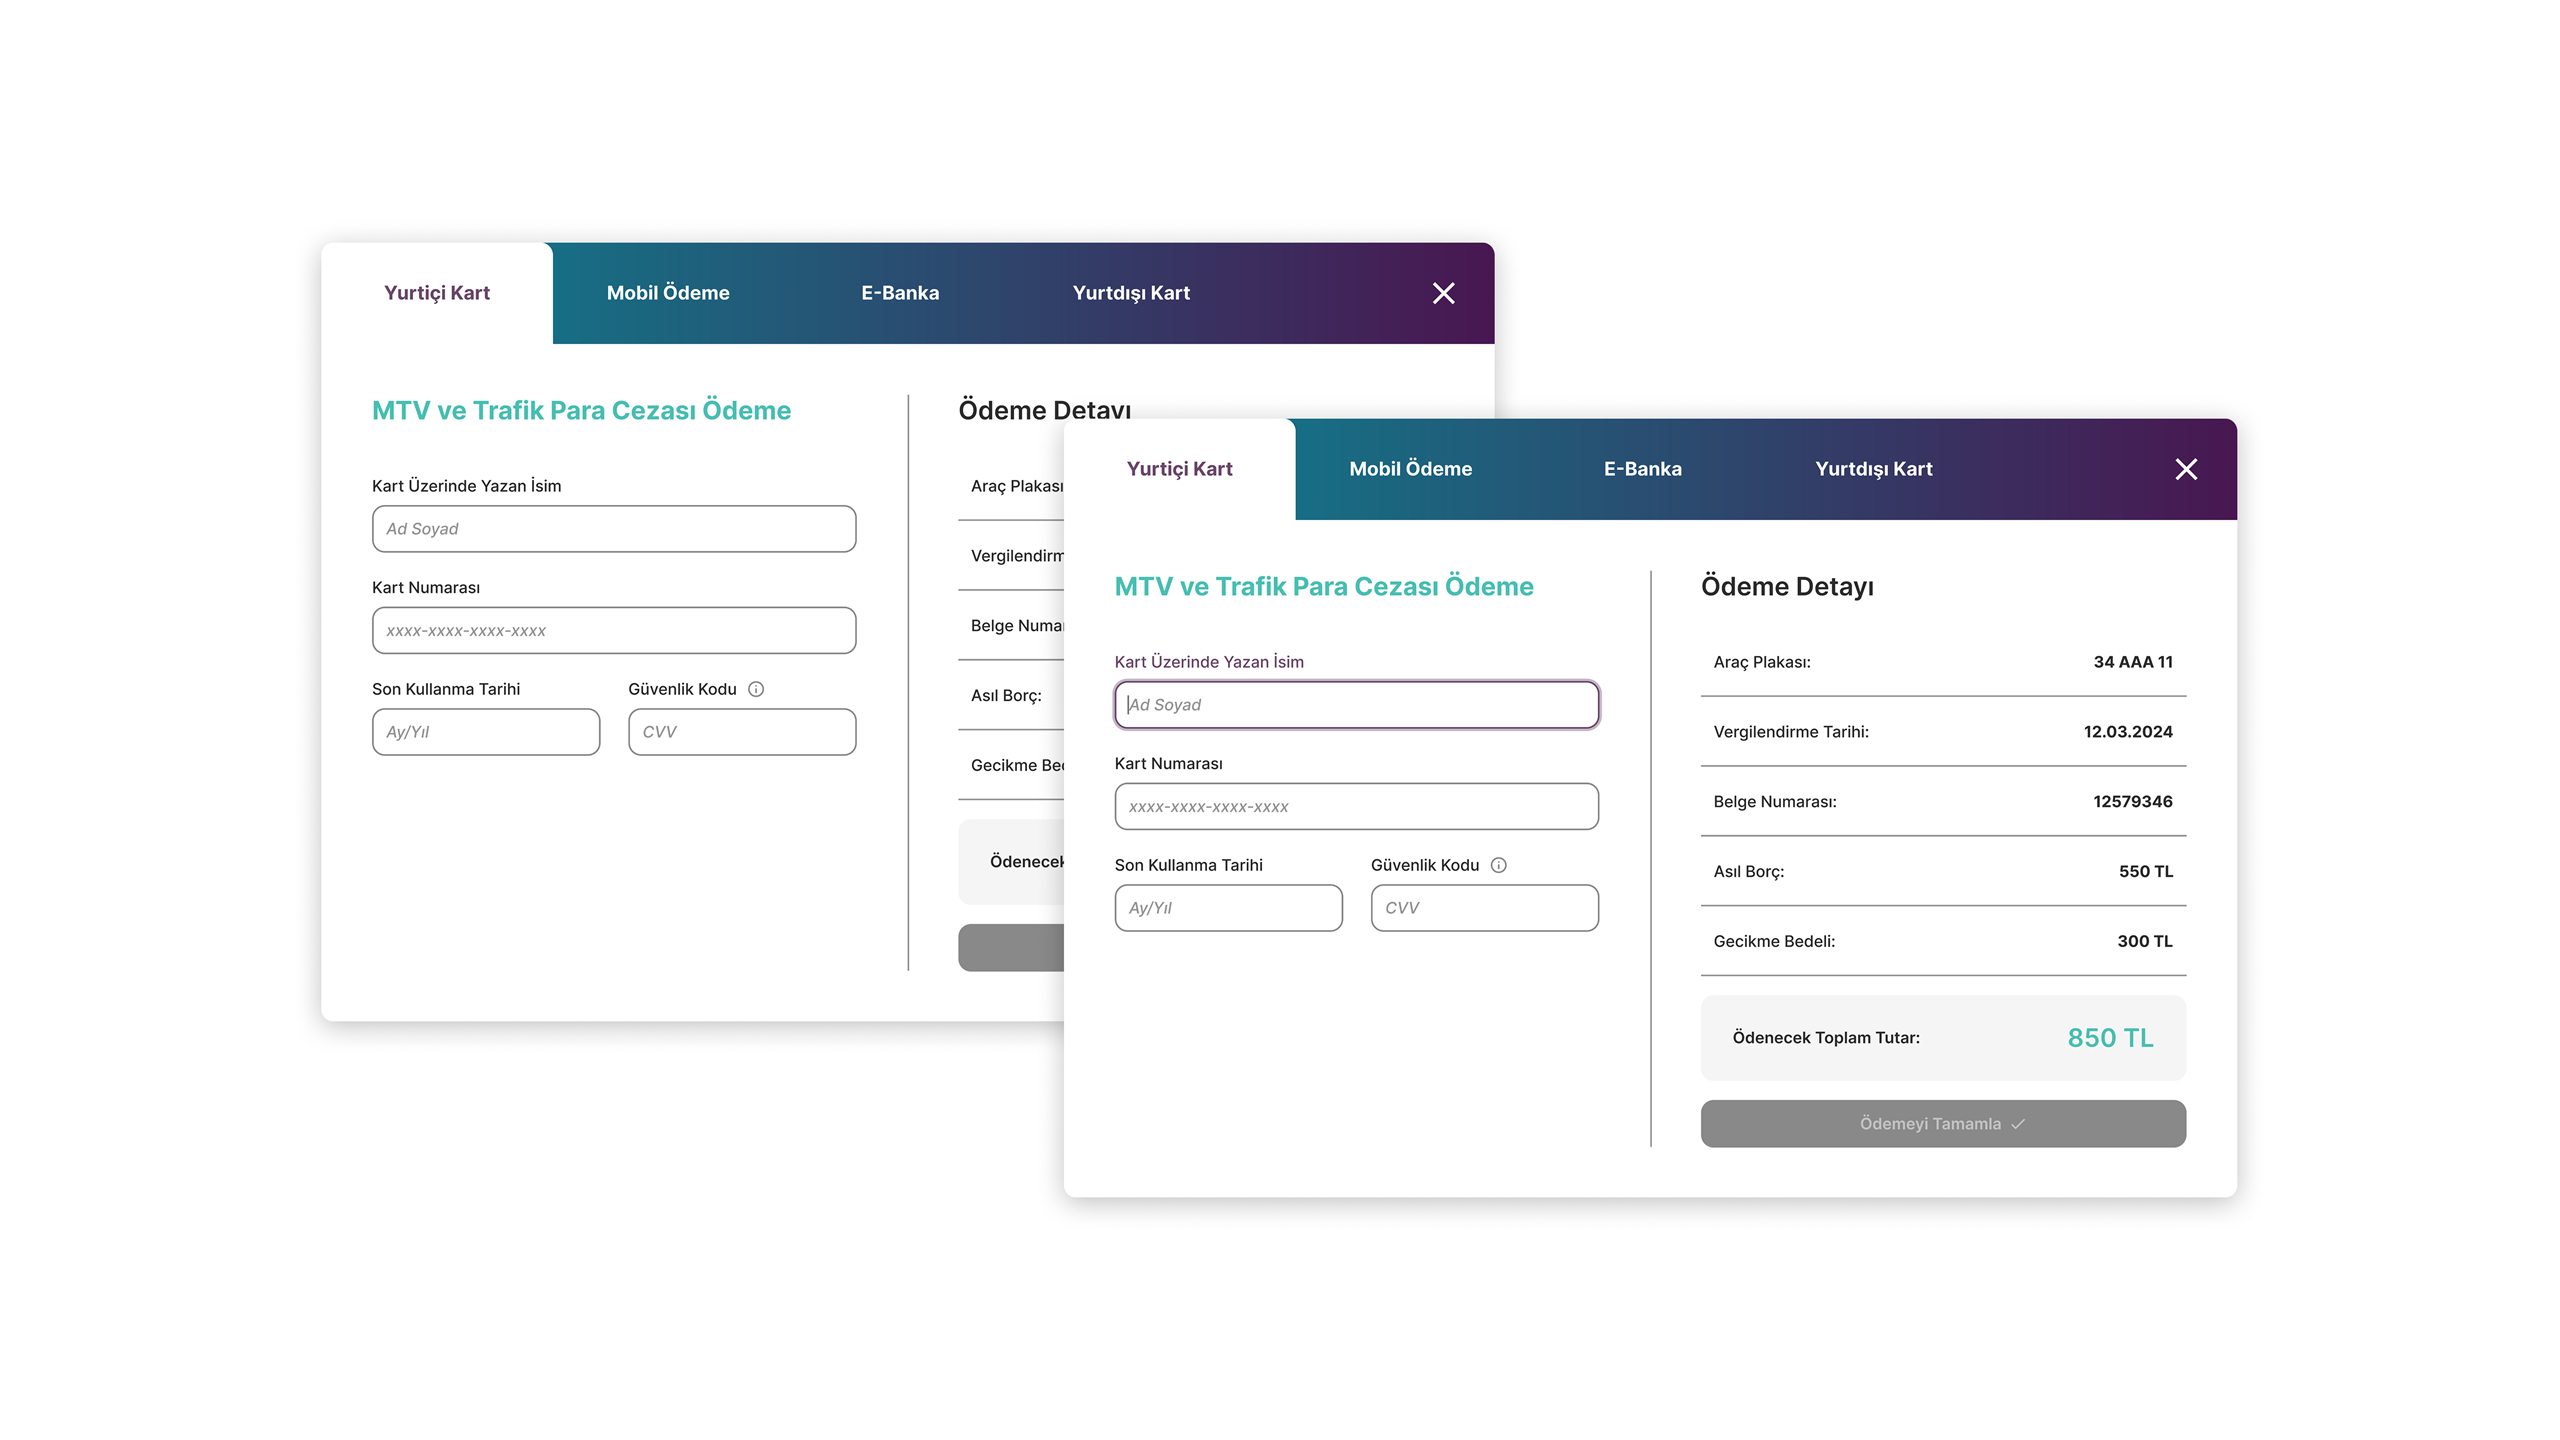 Yurtiçi Kart
Mobil Ödeme
E-Banka
Yurtdışı Kart
MTV ve Trafik Para Cezası Ödeme
Kart Üzerinde Yazan İsim
Ad Soyad
Kart Numarası
xxxx-xxxx-xxxx-xxxx
Son Kullanma Tarihi
Güvenlik Kodu
Ay/Yıl
CVV
Ödeme Detayı
Araç Plakası
Asıl Borç:
Yurtiçi Kart
Mobil Ödeme
E-Banka
Yurtdışı Kart
MTV ve Trafik Para Cezası Ödeme
Kart Üzerinde Yazan İsim
Ad Soyad
Kart Numarası
xxxx-xxxx-xxxx-xxxx
Son Kullanma Tarihi
Güvenlik Kodu
Ay/Yıl
CVV
Ödeme Detayı
Araç Plakası: 34 AAA 11
Vergilendirme Tarihi: 12.03.2024
Belge Numarası: 12579346
Asıl Borç: 550 TL
Gecikme Bedeli: 300 TL
Ödenecek Toplam Tutar: 850 TL
Ödemeyi Tamamla